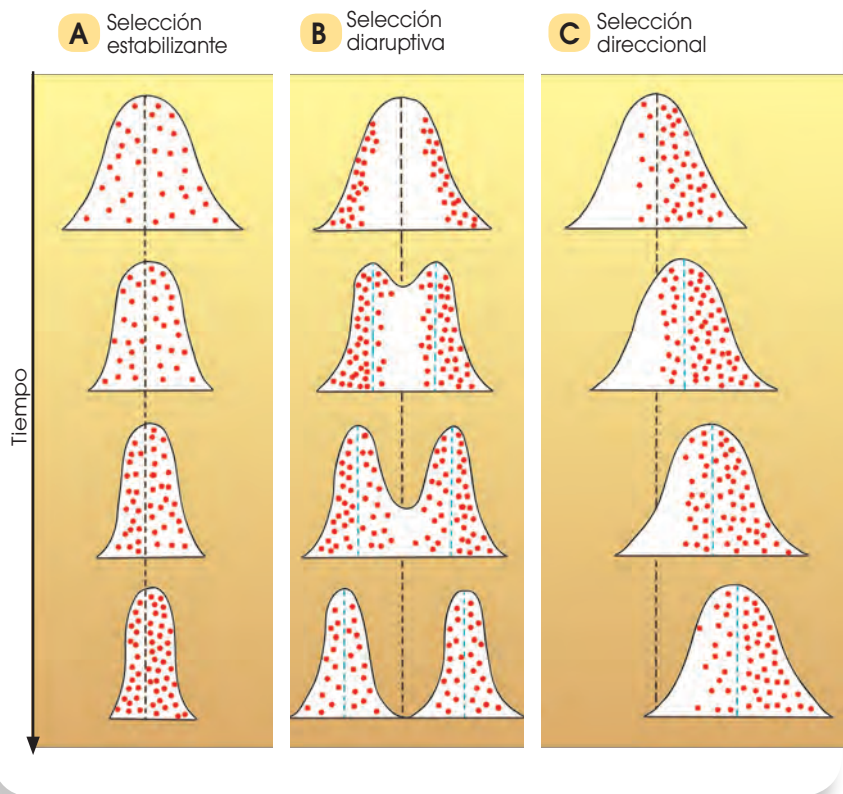 A
Selección
estabilizante
B
Selección
diaruptiva
C
Selección
direccional
Tiempo